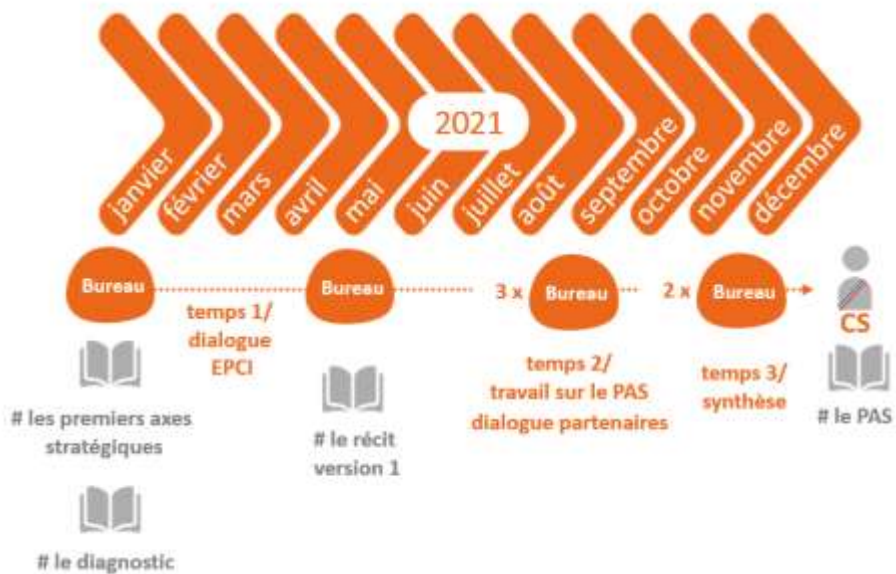 2021
janvier
février
mars
avril
mai
juin
juillet
août
septembre
octobre
novembre
décembre
Bureau
temps 1/
dialogue
EPCI
Bureau
3 x
Bureau
2 x
Bureau
CS
# les premiers axes
stratégiques
# le diagnostic
# le récit
version 1
temps 2/
travail sur le PAS
dialogue partenaires
temps 3/
synthèse
# le PAS